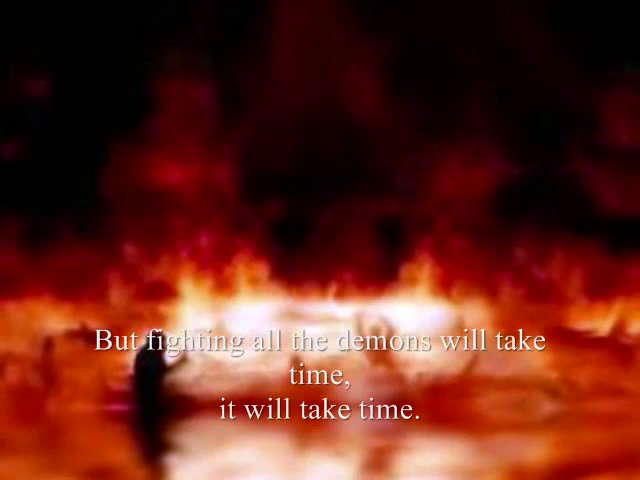 But fighting all the demons will take
time,
it will take time.